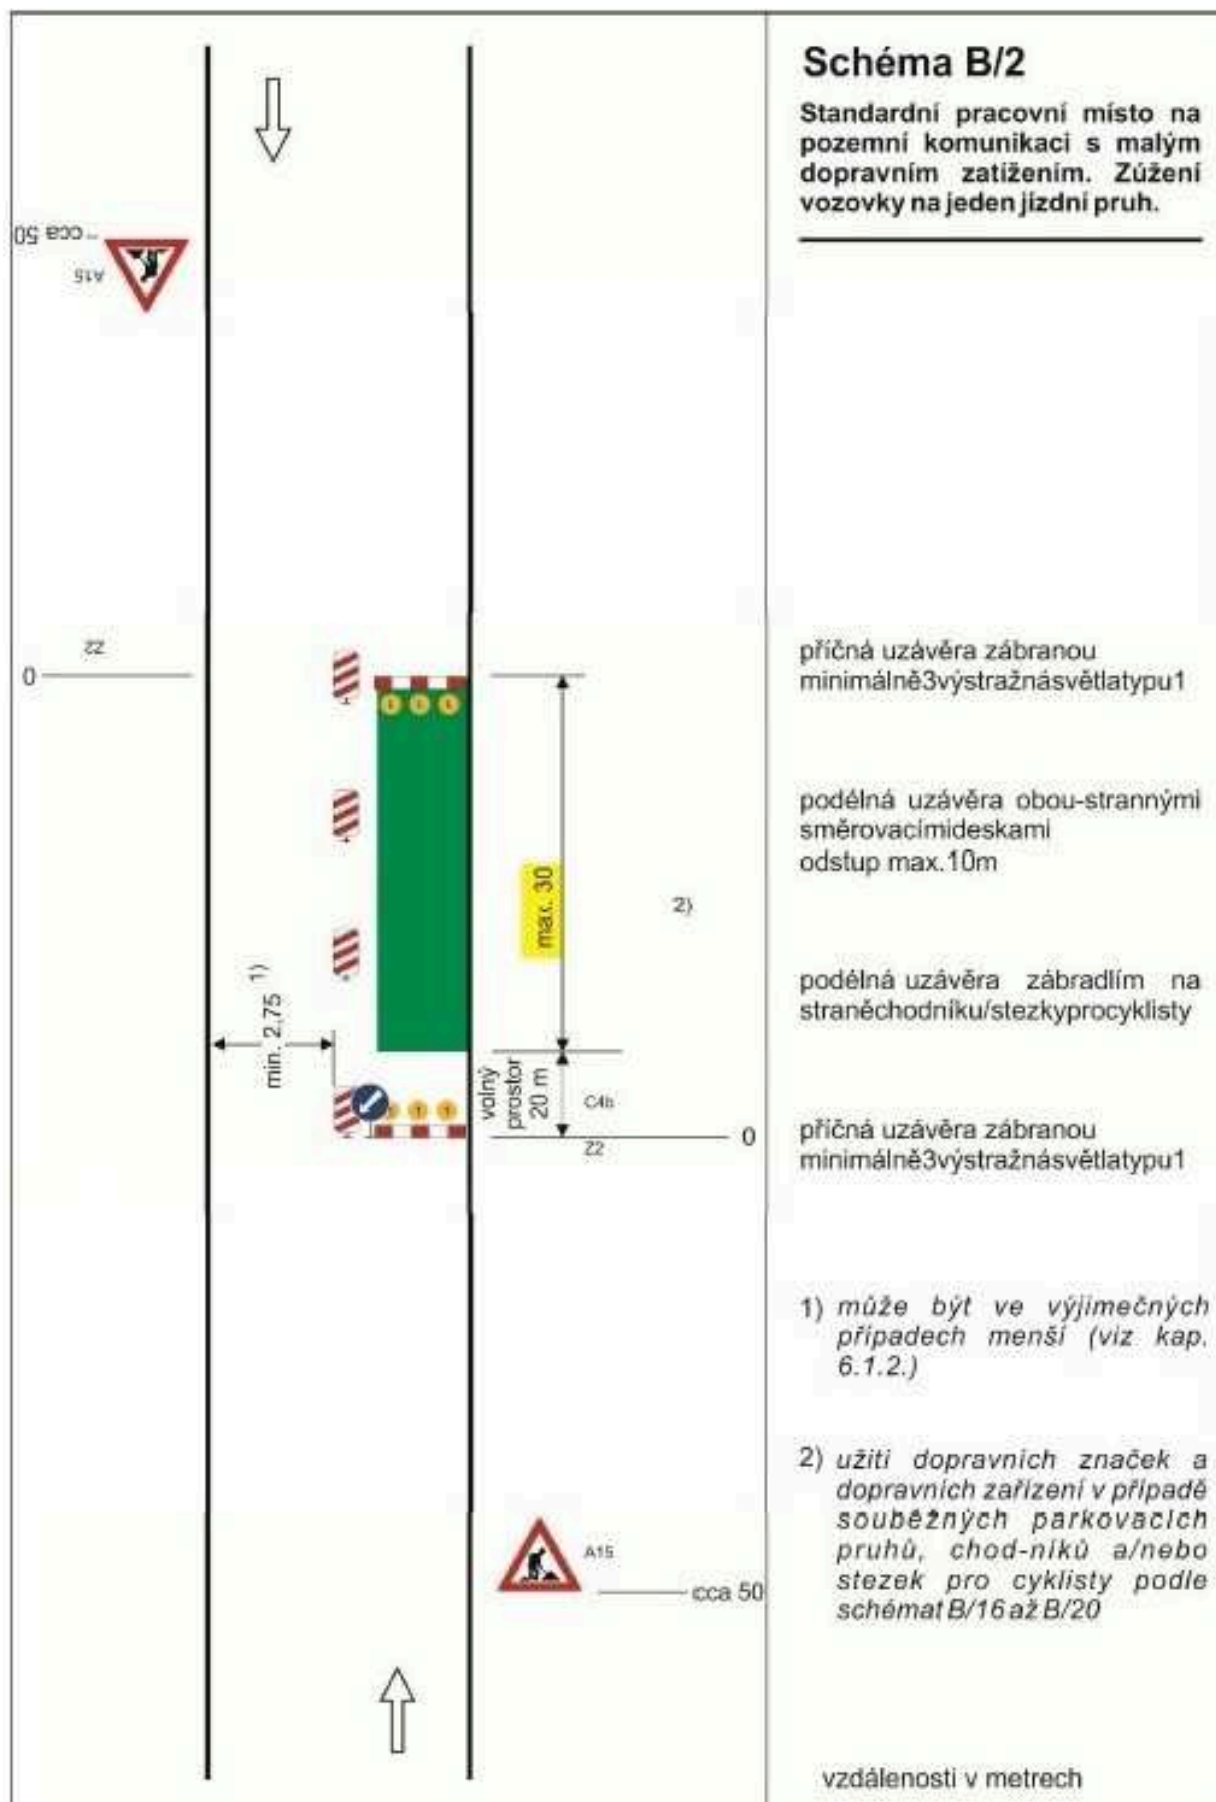 Schéma B/2
Standardní pracovní místo na
pozemní komunikaci s malým
dopravním zatížením. Zúžení
vozovky na jeden jízdní pruh.
cca 50
A15
Z2
0
příčná uzávěra zábranou
minimálně3výstražnásvětlatypu1
podélná uzávěra obou-strannými
směrovacímideskami
odstup max.10m
max. 30
2)
podélná uzávěra zábradlím na
straněchodníku/stezkyprocyklisty
min. 2,75 1)
volný
prostor
20 m
C4b
Z2
0
1 1 1
příčná uzávěra zábranou
minimálně3výstražnásvětlatypu1
1) může být ve výjimečných
případech menší (viz kap.
6.1.2.)
2) užití dopravních značek a
dopravních zařízení v případě
souběžných parkovacích
pruhů, chod-níků a/nebo
stezek pro cyklisty podle
schémat B/16 až B/20
A15
cca 50
vzdálenosti v metrech